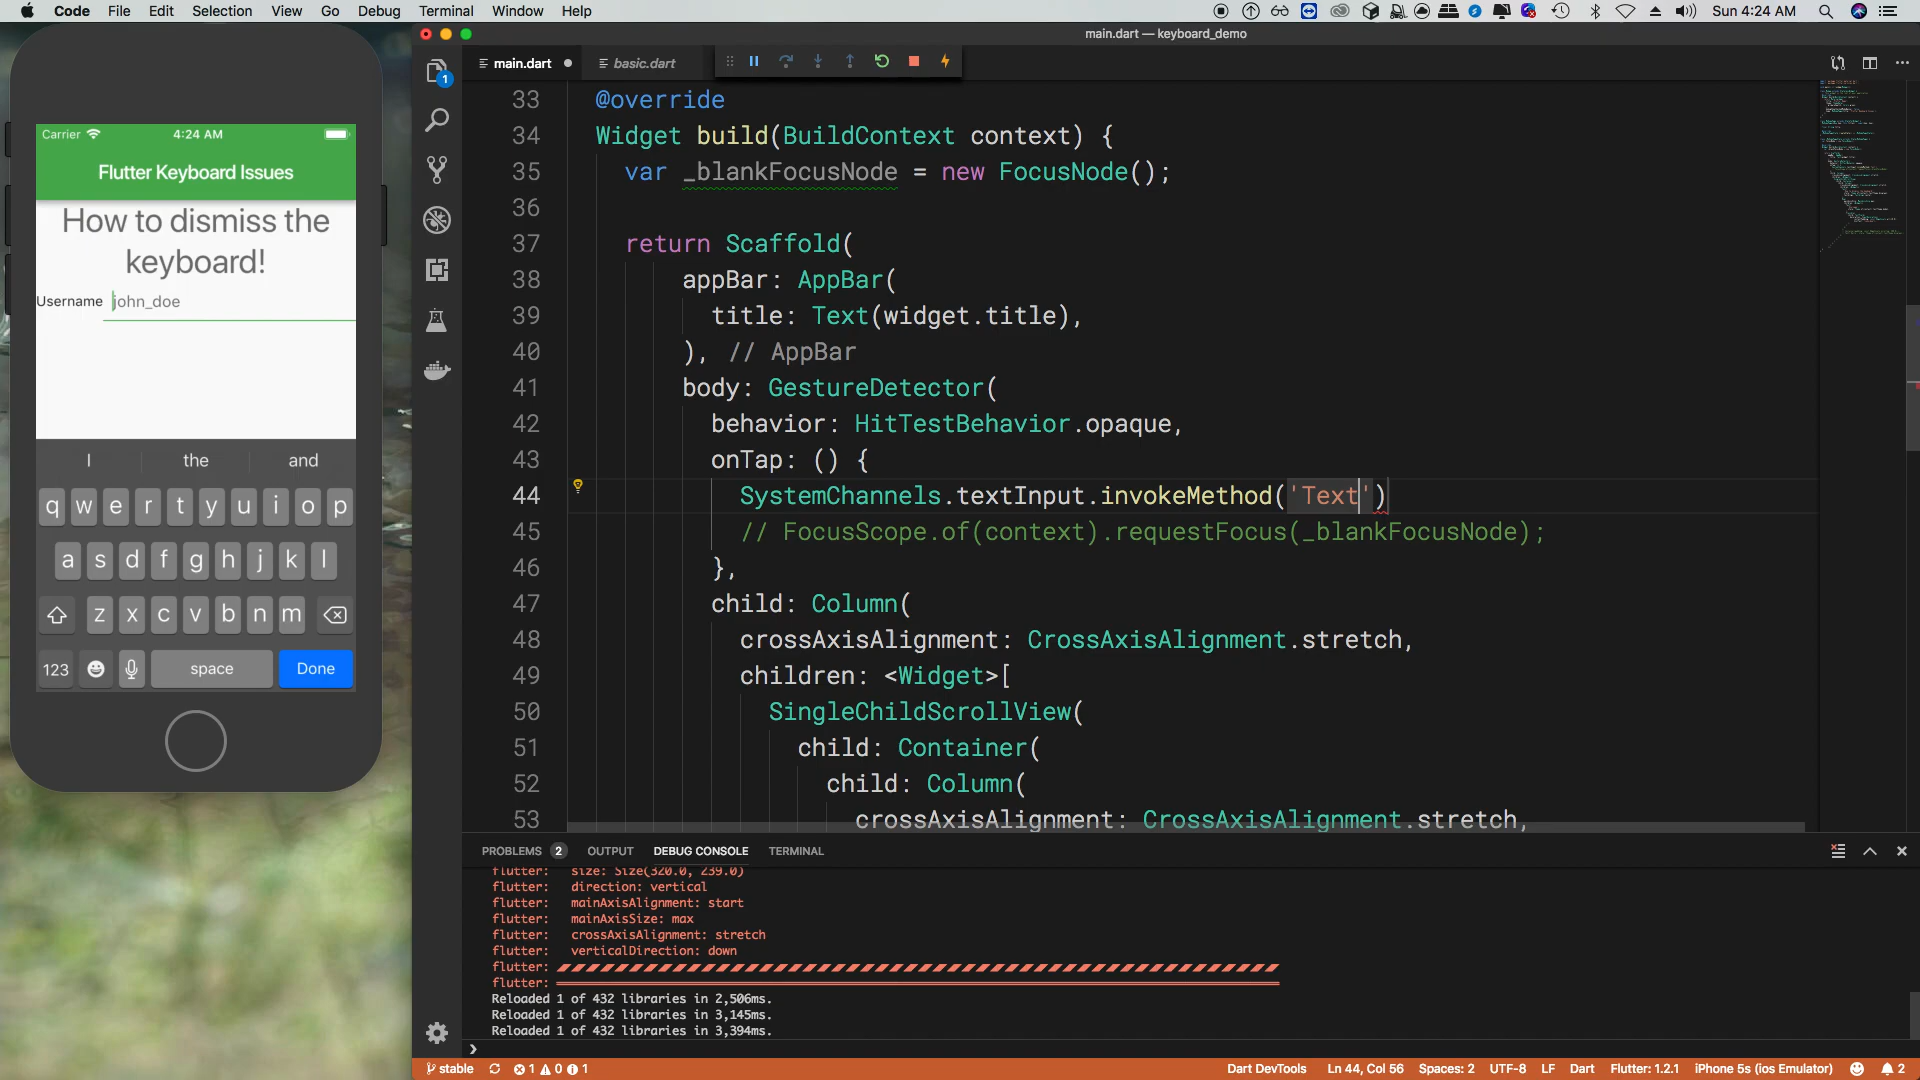 Code File Edit Selection View Go Debug Terminal Window Help
Sun 4:24 AM
main.dart — keyboard_demo
main.dart
basic.dart
1
33 @override
34 Widget build(BuildContext context) {
35 var _blankFocusNode = new FocusNode();
36
37 return Scaffold(
38 appBar: AppBar(
39 title: Text(widget.title),
40 ), // AppBar
41 body: GestureDetector(
42 behavior: HitTestBehavior.opaque,
43 onTap: () {
44 SystemChannels.textInput.invokeMethod('Text')
45 // FocusScope.of(context).requestFocus(_blankFocusNode);
46 },
47 child: Column(
48 crossAxisAlignment: CrossAxisAlignment.stretch,
49 children: <Widget>[
50 SingleChildScrollView(
51 child: Container(
52 child: Column(
53 crossAxisAlignment: CrossAxisAlignment.stretch,
Carrier 4:24 AM
Flutter Keyboard Issues
How to dismiss the
keyboard!
Username john_doe
I the and
q w e r t y u i o p
a s d f g h j k l
z x c v b n m
123 space Done
PROBLEMS 2 OUTPUT DEBUG CONSOLE TERMINAL
flutter: size: Size(320.0, 239.0)
flutter: direction: vertical
flutter: mainAxisAlignment: start
flutter: mainAxisSize: max
flutter: crossAxisAlignment: stretch
flutter: verticalDirection: down
flutter:
flutter:
Reloaded 1 of 432 libraries in 2,506ms.
Reloaded 1 of 432 libraries in 3,145ms.
Reloaded 1 of 432 libraries in 3,394ms.
stable 1 0 1 Dart DevTools Ln 44, Col 56 Spaces: 2 UTF-8 LF Dart Flutter: 1.2.1 iPhone 5s (ios Emulator) 2